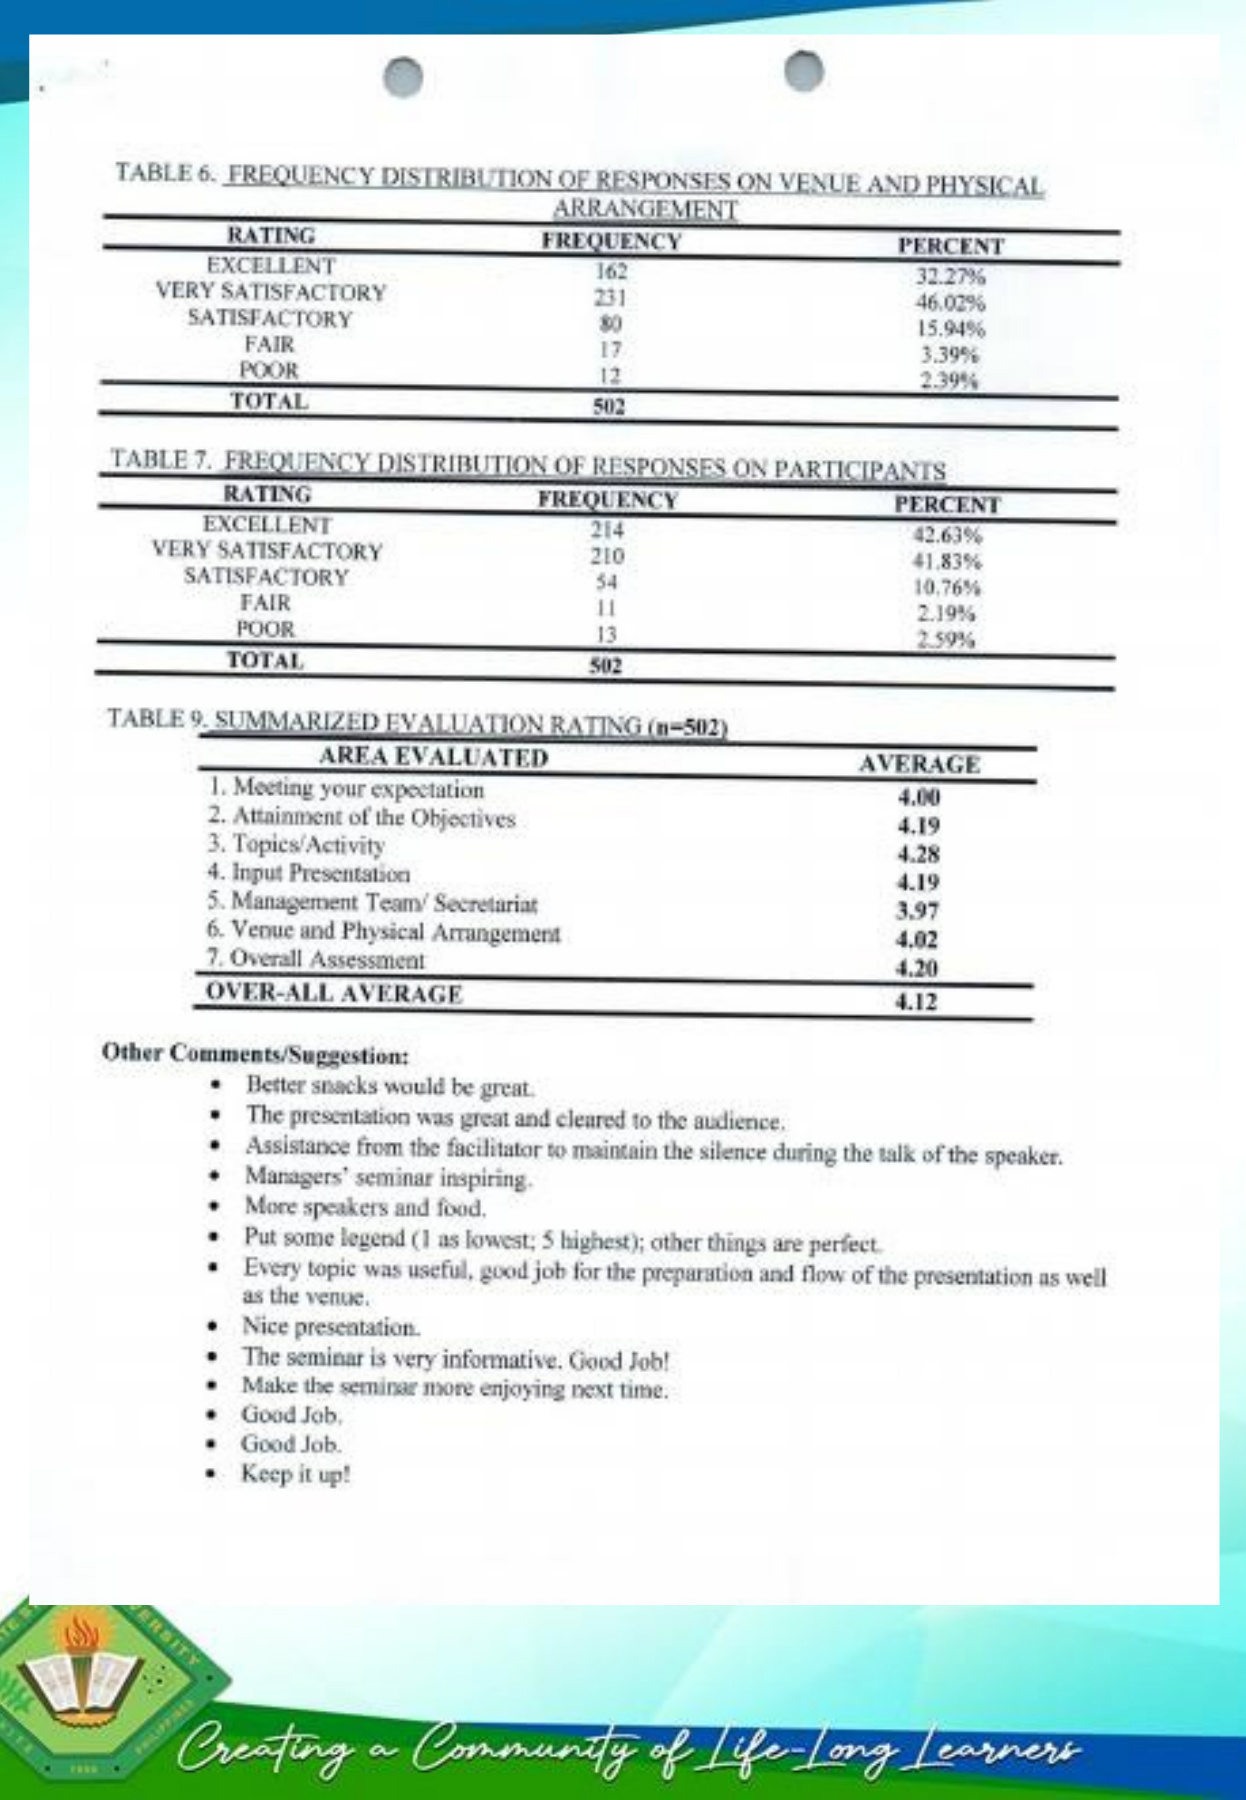 TABLE 6. FREQUENCY DISTRIBUTION OF RESPONSES ON VENUE AND PHYSICAL
ARRANGEMENT
RATING FREQUENCY PERCENT
EXCELLENT 162 32.27%
VERY SATISFACTORY 231 46.02%
SATISFACTORY 80 15.94%
FAIR 17 3.39%
POOR 12 2.39%
TOTAL 502
TABLE 7. FREQUENCY DISTRIBUTION OF RESPONSES ON PARTICIPANTS
RATING FREQUENCY PERCENT
EXCELLENT 214 42.63%
VERY SATISFACTORY 210 41.83%
SATISFACTORY 54 10.76%
FAIR 11 2.19%
POOR 13 2.59%
TOTAL 502
TABLE 9. SUMMARIZED EVALUATION RATING (n=502)
AREA EVALUATED AVERAGE
1. Meeting your expectation 4.00
2. Attainment of the Objectives 4.19
3. Topics/Activity 4.28
4. Input Presentation 4.19
5. Management Team/ Secretariat 3.97
6. Venue and Physical Arrangement 4.02
7. Overall Assessment 4.20
OVER-ALL AVERAGE 4.12
Other Comments/Suggestion:
• Better snacks would be great.
• The presentation was great and cleared to the audience.
• Assistance from the facilitator to maintain the silence during the talk of the speaker.
• Managers' seminar inspiring.
• More speakers and food.
• Put some legend (1 as lowest; 5 highest); other things are perfect.
• Every topic was useful, good job for the preparation and flow of the presentation as well
as the venue.
• Nice presentation.
• The seminar is very informative. Good Job!
• Make the seminar more enjoying next time.
• Good Job.
• Good Job.
• Keep it up!
PHILIPPINES
Creating a Community of Life-Long Learners